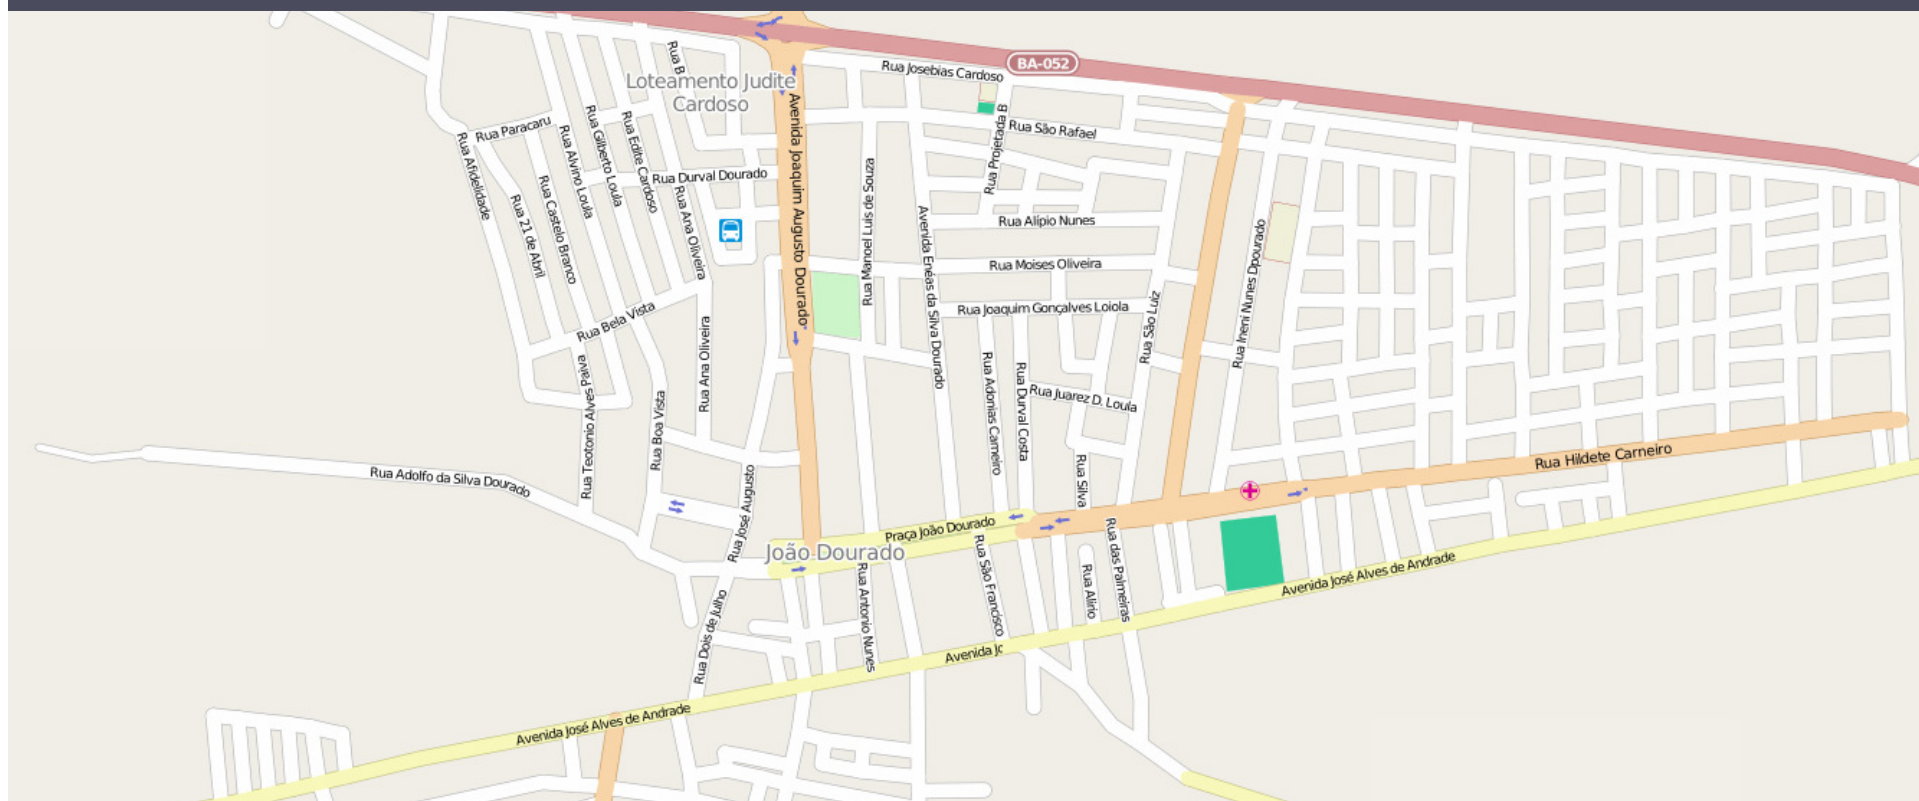 Rua B
Loteamento Judite
Cardoso
Rua Josebias Cardoso
BA-052
Rua Paracaru
Rua Afidelidade
Rua Alvino Loula
Rua Gilberto Loula
Rua Edite Cardoso
Rua Durval Dourado
Rua 21 de Abril
Rua Castelo Branco
Rua Ana Oliveira
Avenida Joaquim Augusto Dourado
Rua Manoel Luis de Souza
Avenida Enéas da Silva Dourado
Rua Projetada B
Rua São Rafael
Rua Alípio Nunes
Rua Moises Oliveira
Rua Joaquim Gonçalves Loiola
Rua São Luiz
Rua Ineni Nunes Dpourado
Rua Bela Vista
Rua Ana Oliveira
Rua Teotonio Alves Paiva
Rua Boa Vista
Rua Adonias Carneiro
Rua Durval Costa
Rua Juarez D. Loula
Rua Silva
Rua Hildete Carneiro
Rua Adolfo da Silva Dourado
Rua José Augusto
Praça João Dourado
João Dourado
Rua Antonio Nunes
Rua São Francisco
Rua Alirio
Rua das Palmeiras
Avenida José Alves de Andrade
Rua Dois de Julho
Avenida Jo
Avenida José Alves de Andrade